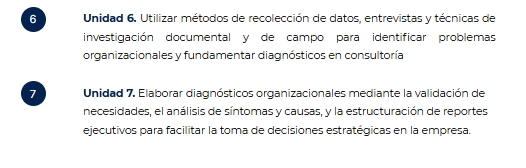 6
Unidad 6. Utilizar métodos de recolección de datos, entrevistas y técnicas de
investigación documental y de campo para identificar problemas
organizacionales y fundamentar diagnósticos en consultoría
7
Unidad 7. Elaborar diagnósticos organizacionales mediante la validación de
necesidades, el análisis de síntomas y causas, y la estructuración de reportes
ejecutivos para facilitar la toma de decisiones estratégicas en la empresa.